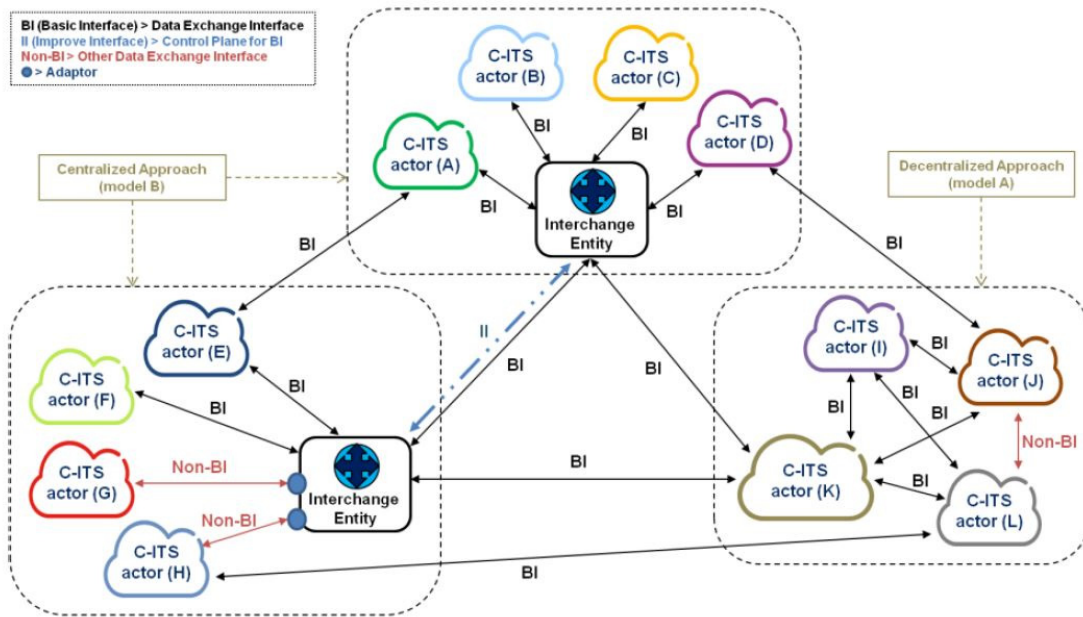 BI (Basic Interface) > Data Exchange Interface
II (Improve Interface) > Control Plane for BI
Non-BI > Other Data Exchange Interface
> Adaptor
C-ITS
actor (B)
C-ITS
actor (C)
C-ITS
actor (A)
C-ITS
actor (D)
BI
BI
BI
BI
Interchange
Entity
Centralized Approach
(model B)
Decentralized Approach
(model A)
BI
BI
C-ITS
actor (E)
C-ITS
actor (F)
C-ITS
actor (G)
C-ITS
actor (H)
BI
BI
Non-BI
Non-BI
Interchange
Entity
II
BI
BI
BI
BI
C-ITS
actor (I)
C-ITS
actor (J)
C-ITS
actor (K)
C-ITS
actor (L)
BI
BI
BI
BI
BI
Non-BI